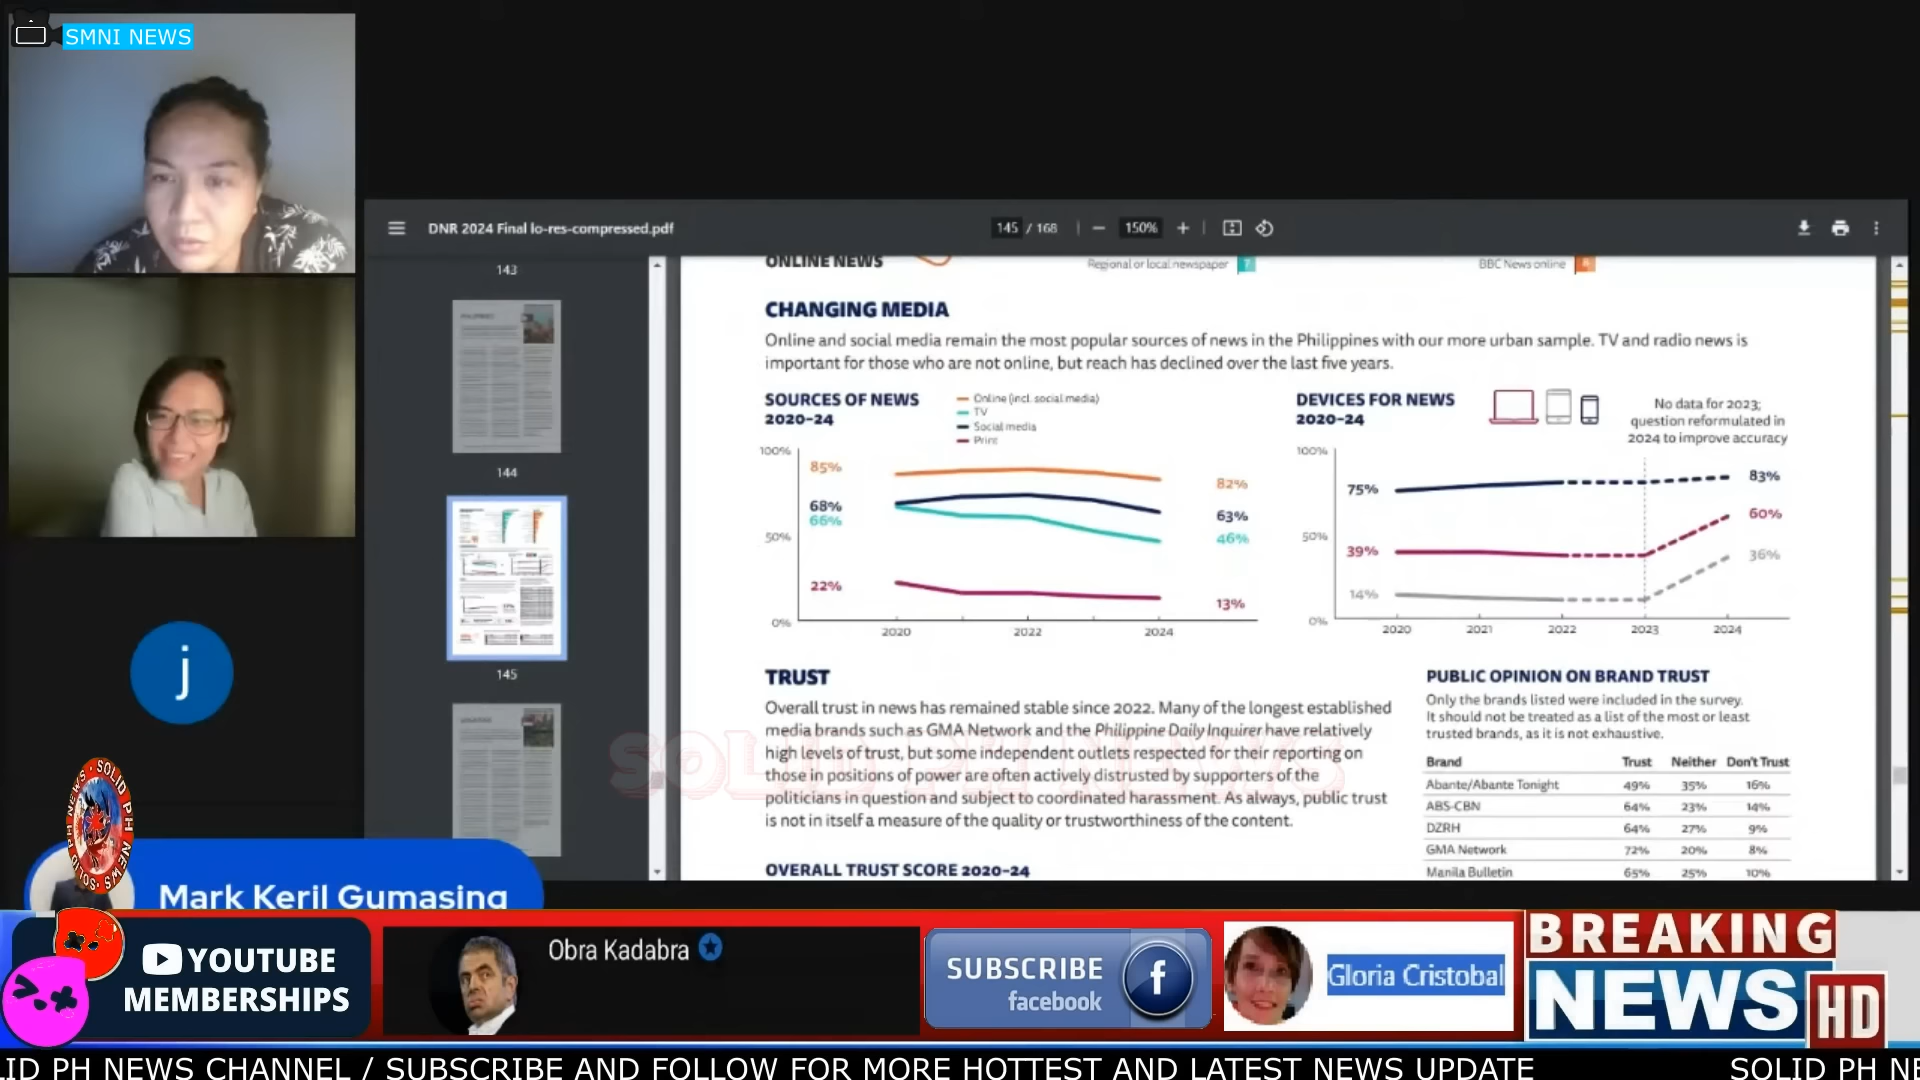 SMNI NEWS
DNR 2024 Final lo-res-compressed.pdf
145 / 168
150%
143
144
145
ONLINE NEWS
Regional or local newspaper 7
BBC News online 6
CHANGING MEDIA
Online and social media remain the most popular sources of news in the Philippines with our more urban sample. TV and radio news is
important for those who are not online, but reach has declined over the last five years.
SOURCES OF NEWS
2020–24
Online (incl. social media)
TV
Social media
Print
100%
85%
68%
66%
50%
22%
0%
82%
63%
46%
13%
2020
2022
2024
DEVICES FOR NEWS
2020–24
No data for 2023;
question reformulated in
2024 to improve accuracy
100%
75%
50%
39%
14%
0%
83%
60%
36%
2020
2021
2022
2023
2024
TRUST
Overall trust in news has remained stable since 2022. Many of the longest established
media brands such as GMA Network and the Philippine Daily Inquirer have relatively
high levels of trust, but some independent outlets respected for their reporting on
those in positions of power are often actively distrusted by supporters of the
politicians in question and subject to coordinated harassment. As always, public trust
is not in itself a measure of the quality or trustworthiness of the content.
OVERALL TRUST SCORE 2020–24
PUBLIC OPINION ON BRAND TRUST
Only the brands listed were included in the survey.
It should not be treated as a list of the most or least
trusted brands, as it is not exhaustive.
Brand Trust Neither Don't Trust
Abante/Abante Tonight 49% 35% 16%
ABS-CBN 64% 23% 14%
DZRH 64% 27% 9%
GMA Network 72% 20% 8%
Manila Bulletin 65% 25% 10%
SOLID PH NEWS
j
SOLID PH NEWS
Mark Keril Gumasing
YOUTUBE
MEMBERSHIPS
Obra Kadabra
SUBSCRIBE
facebook
f
Gloria Cristobal
BREAKING
NEWS HD
ID PH NEWS CHANNEL / SUBSCRIBE AND FOLLOW FOR MORE HOTTEST AND LATEST NEWS UPDATE SOLID PH NE